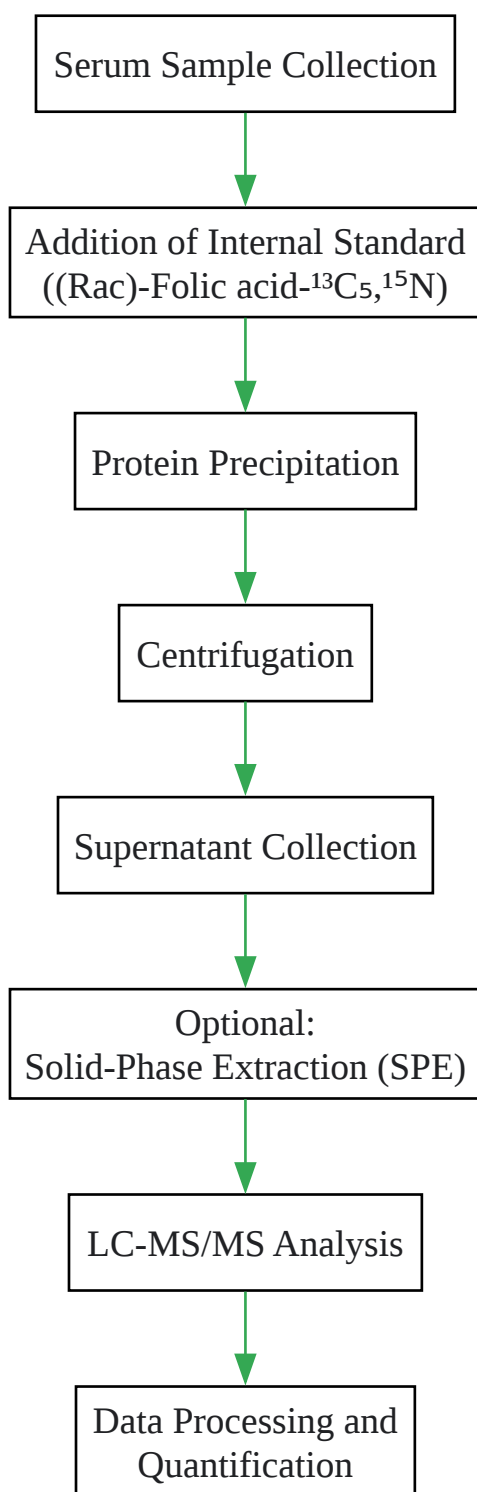 Serum Sample Collection
Addition of Internal Standard
((Rac)-Folic acid-¹³C₅,¹⁵N)
Protein Precipitation
Centrifugation
Supernatant Collection
Optional:
Solid-Phase Extraction (SPE)
LC-MS/MS Analysis
Data Processing and
Quantification